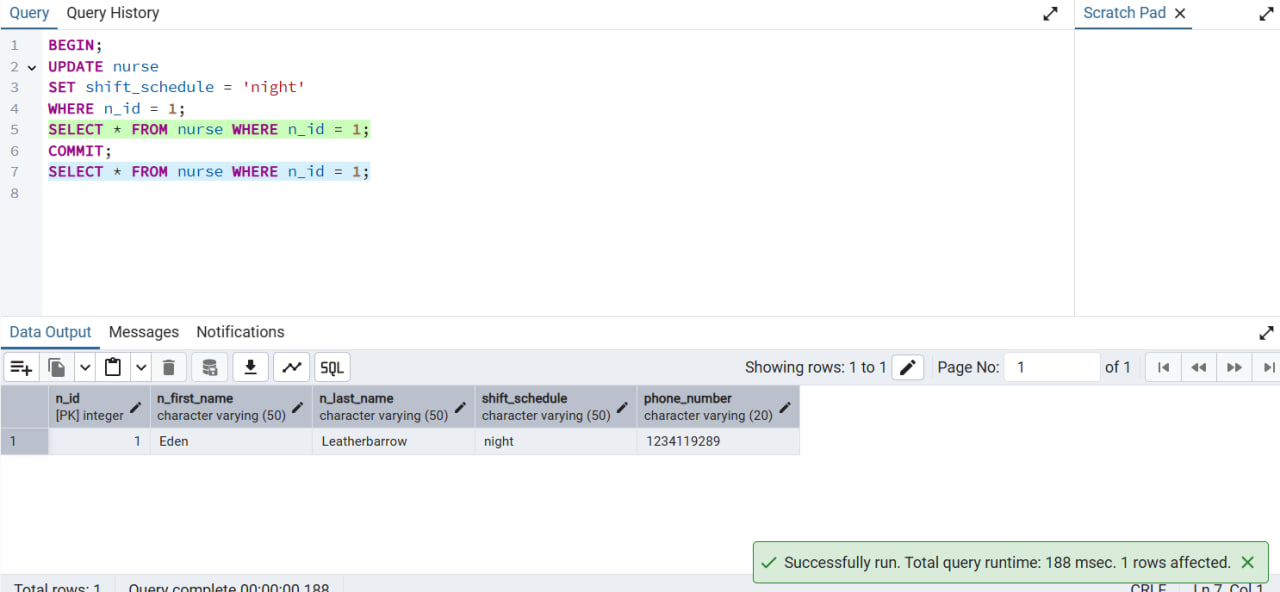 Query Query History
Scratch Pad
1 BEGIN;
2 UPDATE nurse
3 SET shift_schedule = 'night'
4 WHERE n_id = 1;
5 SELECT * FROM nurse WHERE n_id = 1;
6 COMMIT;
7 SELECT * FROM nurse WHERE n_id = 1;
8
Data Output Messages Notifications
SQL Showing rows: 1 to 1 Page No: 1 of 1
n_id n_first_name n_last_name shift_schedule phone_number
[PK] integer character varying (50) character varying (50) character varying (50) character varying (20)
1 1 Eden Leatherbarrow night 1234119289
Successfully run. Total query runtime: 188 msec. 1 rows affected.
Total rows: 1 Query complete 00:00:00.188 CRLF Ln 7, Col 1